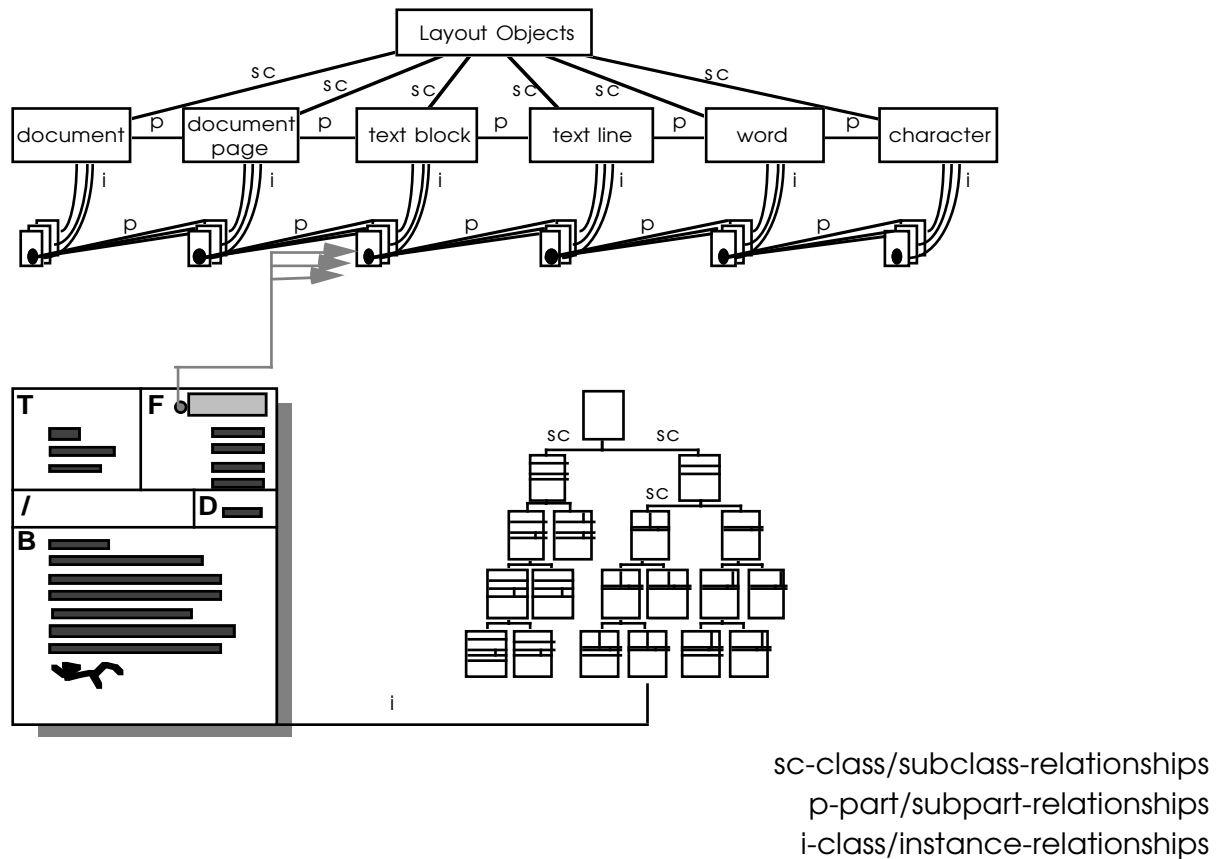 Layout Objects
sc sc sc sc sc sc
document p document page p text block p text line p word p character
i i i i i i
p p p p p
T F
I D
B
sc sc
sc
i
sc-class/subclass-relationships
p-part/subpart-relationships
i-class/instance-relationships